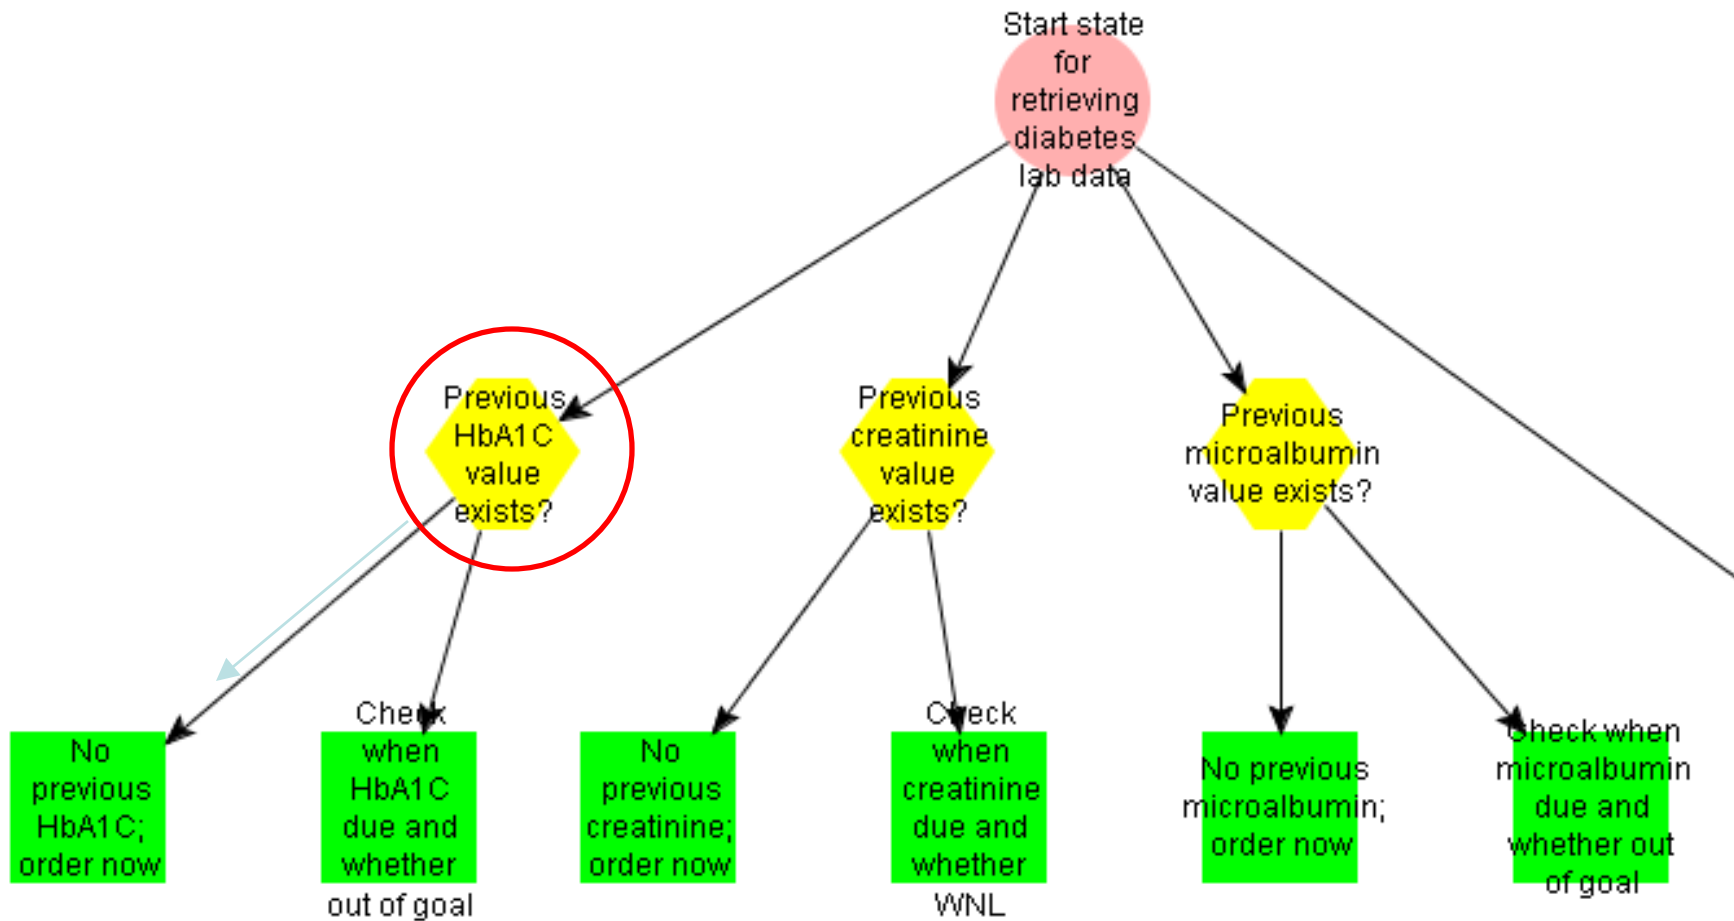 Start state
for
retrieving
diabetes
lab data
Previous
HbA1C
value
exists?
Previous
creatinine
value
exists?
Previous
microalbumin
value exists?
No
previous
HbA1C;
order now
Check
when
HbA1C
due and
whether
out of goal
No
previous
creatinine;
order now
Check
when
creatinine
due and
whether
WNL
No previous
microalbumin;
order now
Check when
microalbumin
due and
whether out
of goal